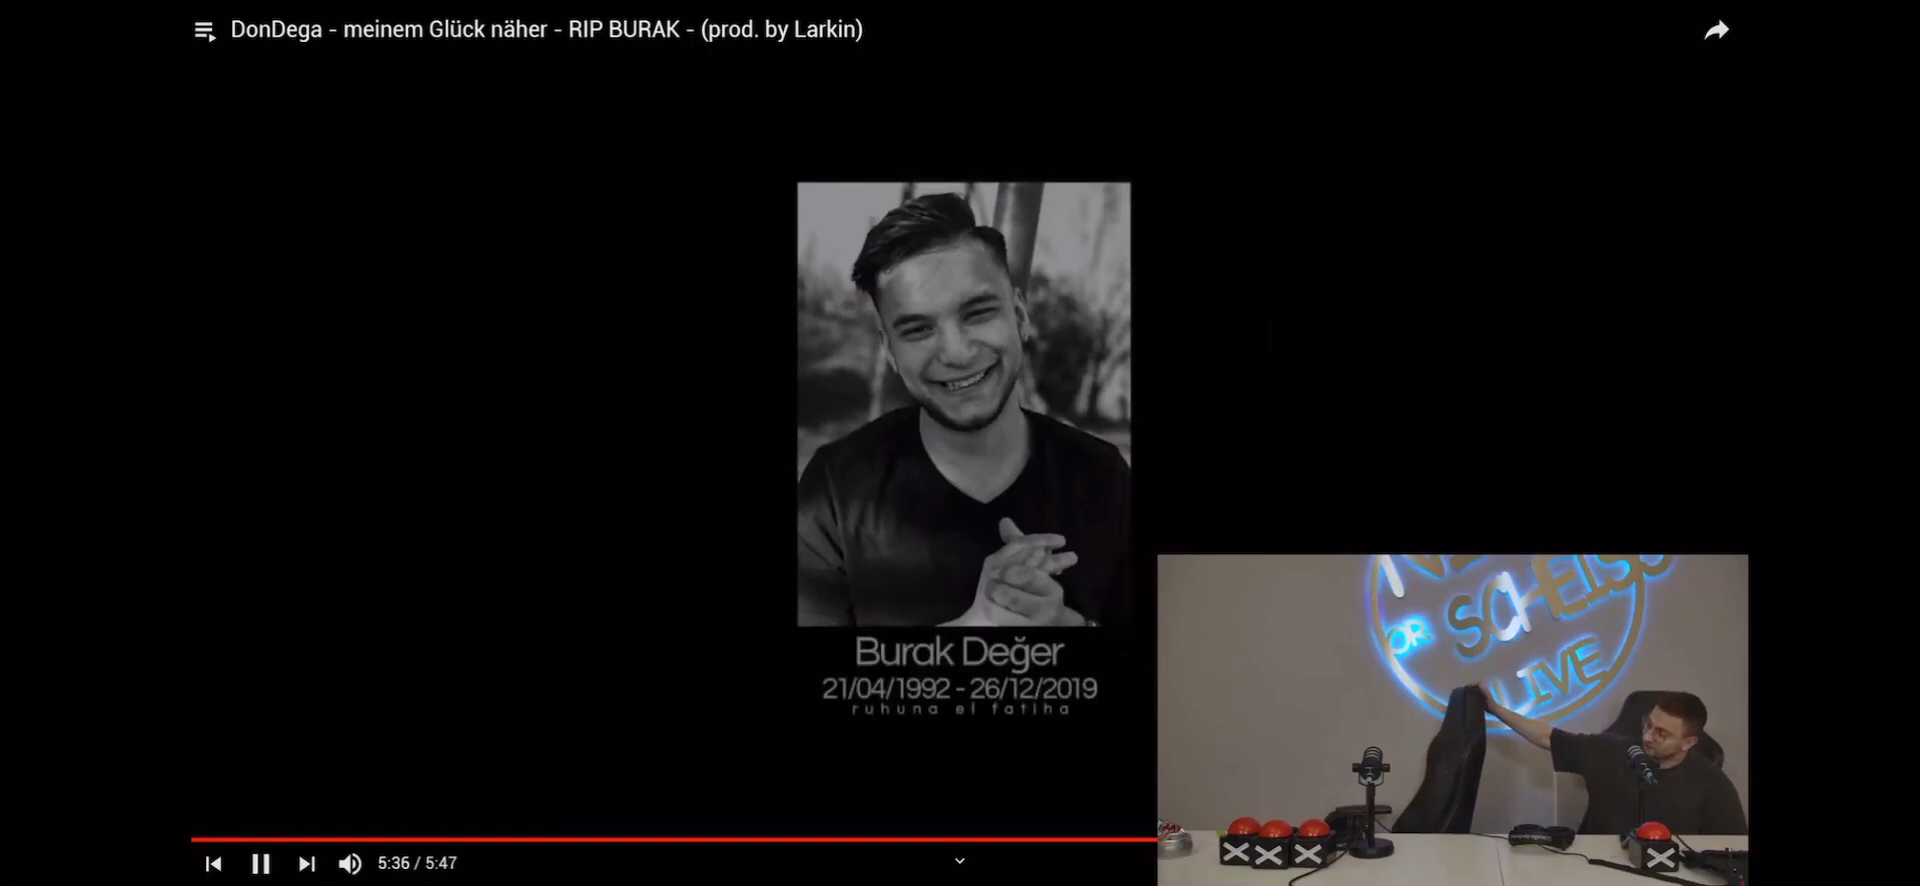 DonDega - meinem Glück näher - RIP BURAK - (prod. by Larkin)
Burak Değer
21/04/1992 - 26/12/2019
ruhuna el fatiha
OR
SCHEISS
LIVE
5:36 / 5:47